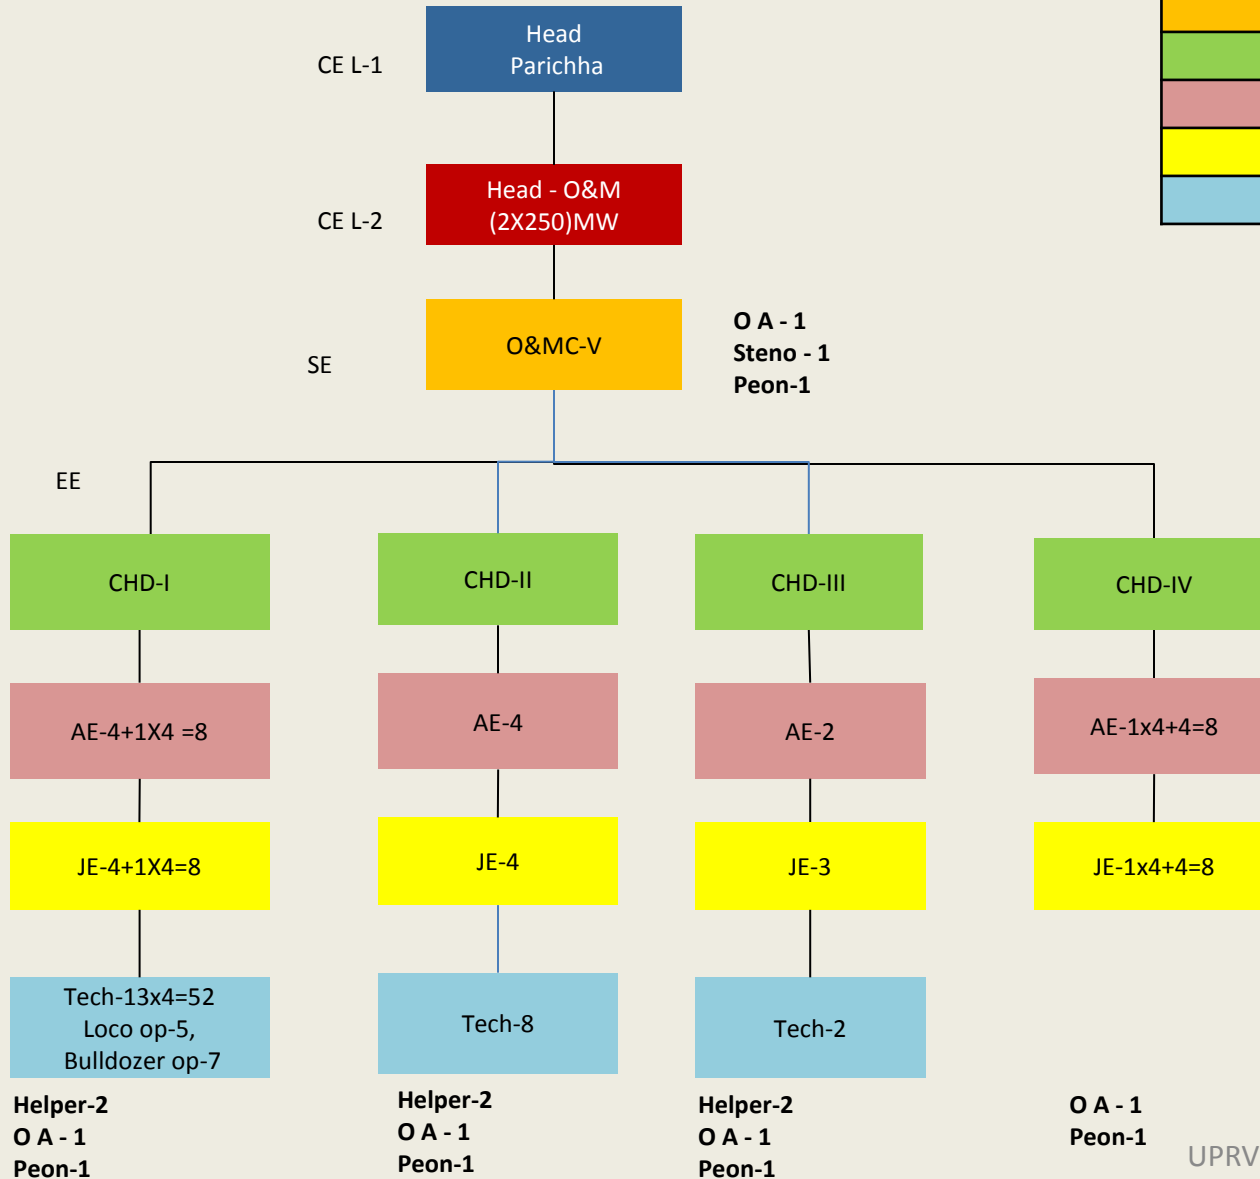 Head
Parichha
CE L-1
Head - O&M
(2X250)MW
CE L-2
O&MC-V
SE
O A - 1
Steno - 1
Peon-1
EE
CHD-I
CHD-II
CHD-III
CHD-IV
AE-4+1X4 =8
AE-4
AE-2
AE-1x4+4=8
JE-4+1X4=8
JE-4
JE-3
JE-1x4+4=8
Tech-13x4=52
Loco op-5,
Bulldozer op-7
Tech-8
Tech-2
Helper-2
O A - 1
Peon-1
Helper-2
O A - 1
Peon-1
Helper-2
O A - 1
Peon-1
O A - 1
Peon-1
UPRV